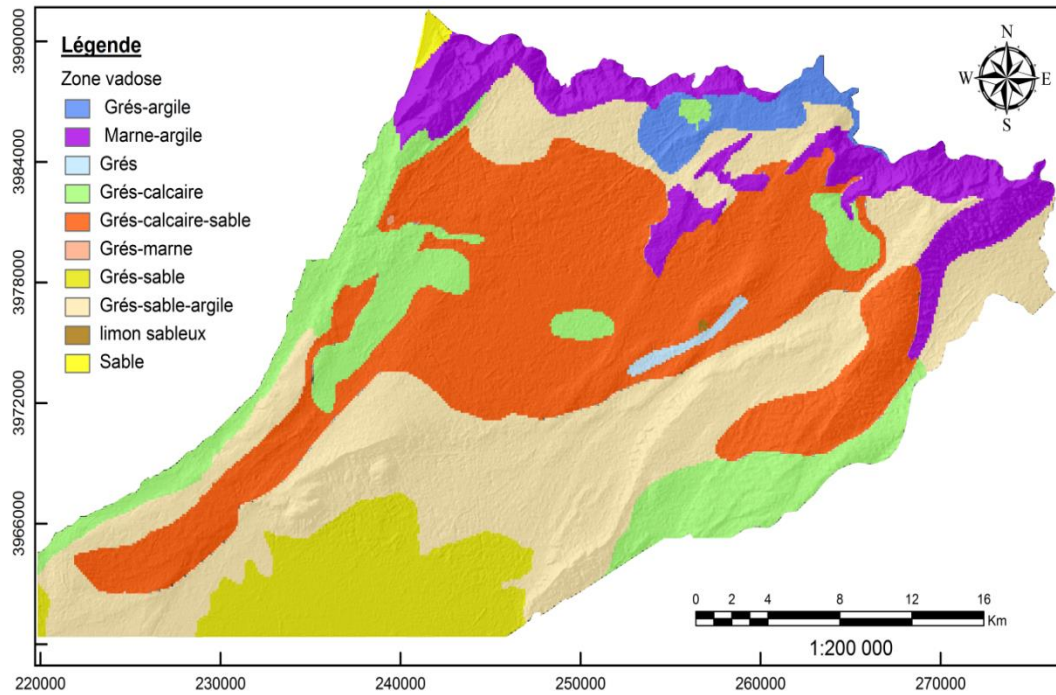 Légende
Zone vadose
Grés-argile
Marne-argile
Grés
Grés-calcaire
Grés-calcaire-sable
Grés-marne
Grés-sable
Grés-sable-argile
limon sableux
Sable
N
W E
S
3990000
3984000
3978000
3972000
3966000
0 2 4 8 12 16
Km
1:200 000
220000 230000 240000 250000 260000 270000